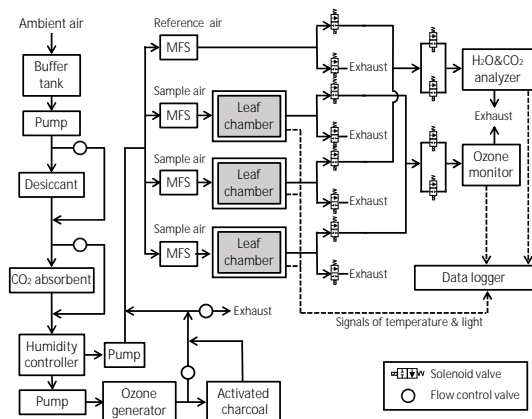 Ambient air
Buffer
tank
Pump
Desiccant
CO2 absorbent
Humidity
controller
Pump
Pump
Ozone
generator
Activated
charcoal
Exhaust
Reference air
MFS
Exhaust
Sample air
MFS
Leaf
chamber
Exhaust
Sample air
MFS
Leaf
chamber
Exhaust
Sample air
MFS
Leaf
chamber
Exhaust
H2O&CO2
analyzer
Exhaust
Ozone
monitor
Data logger
Signals of temperature & light
Solenoid valve
Flow control valve